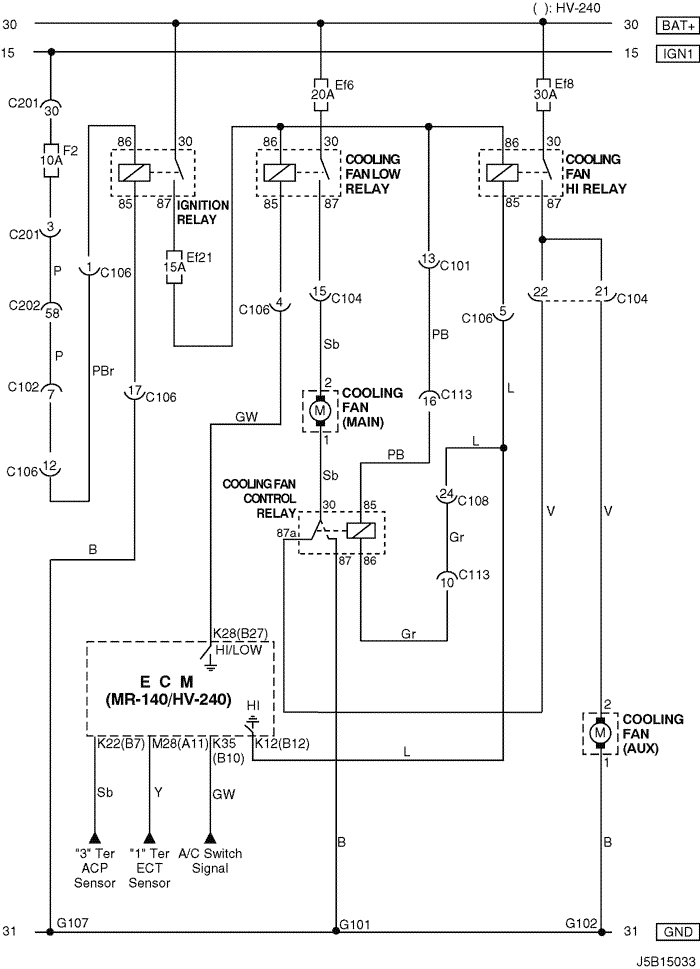 ( ): HV-240
30 30 BAT+
15 15 IGN1
C201 30
Ef6
20A
Ef8
30A
F2
10A
86 30
86 30
86 30
COOLING
FAN LOW
RELAY
COOLING
FAN
HI RELAY
85 87
IGNITION
RELAY
85 87
85 87
C201 3
Ef21
15A
P
1 C106
13 C101
C202 58
C106 4
15 C104
C106 5
22 21 C104
PB
P
PBr
Sb
C102 7
17 C106
2
COOLING
FAN
(MAIN)
M
1
16 C113
L
GW
L
C106 12
Sb
PB
COOLING FAN
CONTROL
RELAY
24 C108
30 85
V V
87a
Gr
B
87 86
10 C113
Gr
K28(B27)
HI/LOW
E C M
(MR-140/HV-240)
HI
K22(B7) M28(A11) K35
(B10)
K12(B12)
L
2
COOLING
FAN
(AUX)
M
1
Sb Y GW
B B
"3" Ter
ACP
Sensor
"1" Ter
ECT
Sensor
A/C Switch
Signal
31 G107 G101 G102 31 GND
J5B15033